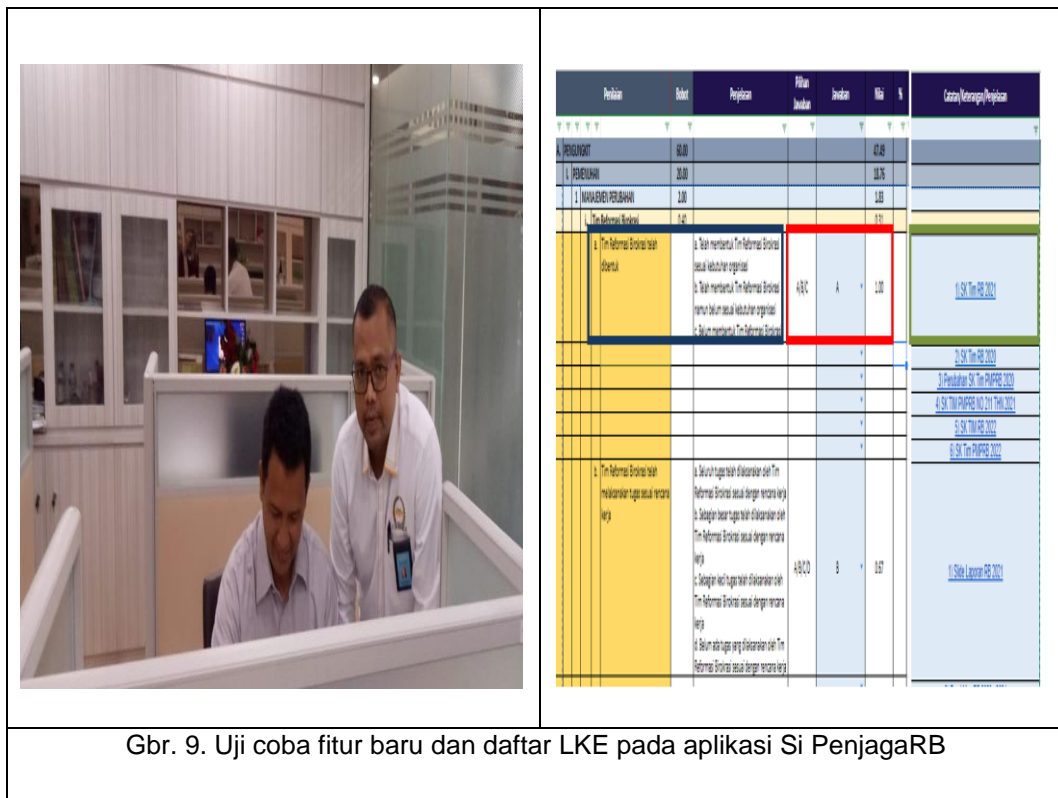 Penilaian
Bobot
Penjelasan
Pilihan
Jawaban
Jawaban
Nilai
%
Catatan/Keterangan/Penjelasan
A. PENGUNGKIT
60.00
47.49
I. PEMENUHAN
20.00
18.76
1 MANAJEMEN PERUBAHAN
2.00
1.83
i. Tim Reformasi Birokrasi
0.40
0.31
a. Tim Reformasi Birokrasi telah
dibentuk
a. Telah membentuk Tim Reformasi Birokrasi
sesuai kebutuhan organisasi
b. Telah membentuk Tim Reformasi Birokrasi
namun belum sesuai kebutuhan organisasi
c. Belum membentuk Tim Reformasi Birokrasi
A/B/C
A
1.00
1) SK Tim RB 2021
2) SK Tim RB 2020
3) Perubahan SK Tim PMPRB 2020
4) SK TIM PMPRB NO 211 THN 2021
5) SK TIM RB 2022
6) SK Tim PMPRB 2022
b. Tim Reformasi Birokrasi telah
melaksanakan tugas sesuai rencana
kerja
a. Seluruh tugas telah dilaksanakan oleh Tim
Reformasi Birokrasi sesuai dengan rencana kerja
b. Sebagian besar tugas telah dilaksanakan oleh
Tim Reformasi Birokrasi sesuai dengan rencana
kerja
c. Sebagian kecil tugas telah dilaksanakan oleh
Tim Reformasi Birokrasi sesuai dengan rencana
kerja
d. Belum ada tugas yang dilaksanakan oleh Tim
Reformasi Birokrasi sesuai dengan rencana kerja
A/B/C/D
B
0.67
1) Slide Laporan RB 2021
Gbr. 9. Uji coba fitur baru dan daftar LKE pada aplikasi Si PenjagaRB